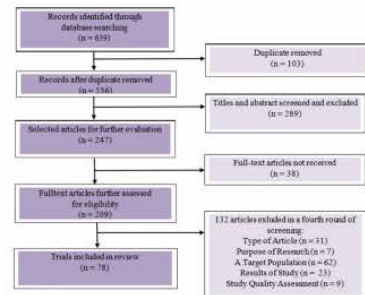 Records identified through
database searching
(n = 639)
Duplicate removed
(n = 103)
Records after duplicate removed
(n = 536)
Titles and abstract screened and excluded
(n = 289)
Selected articles for further evaluation
(n = 247)
Full-text articles not received
(n = 38)
Fulltext articles further assessed
for eligibility
(n = 209)
132 articles exluded in a fourth round of
screening:
Type of Article (n = 31)
Purpose of Research (n = 7)
A Target Population (n = 62)
Results of Study (n = 23)
Study Quality Assessment (n = 9)
Trials included in review
(n = 78)